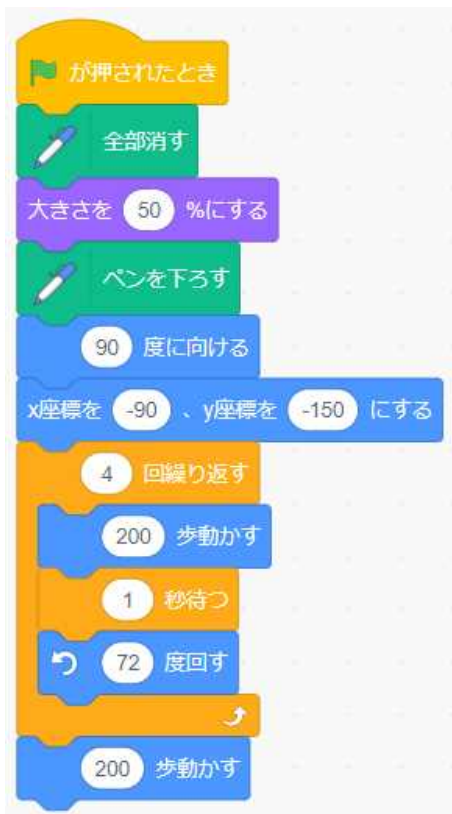 が押されたとき
全部消す
大きさを 50 %にする
ペンを下ろす
90 度に向ける
x座標を -90 、y座標を -150 にする
4 回繰り返す
200 歩動かす
1 秒待つ
72 度回す
200 歩動かす